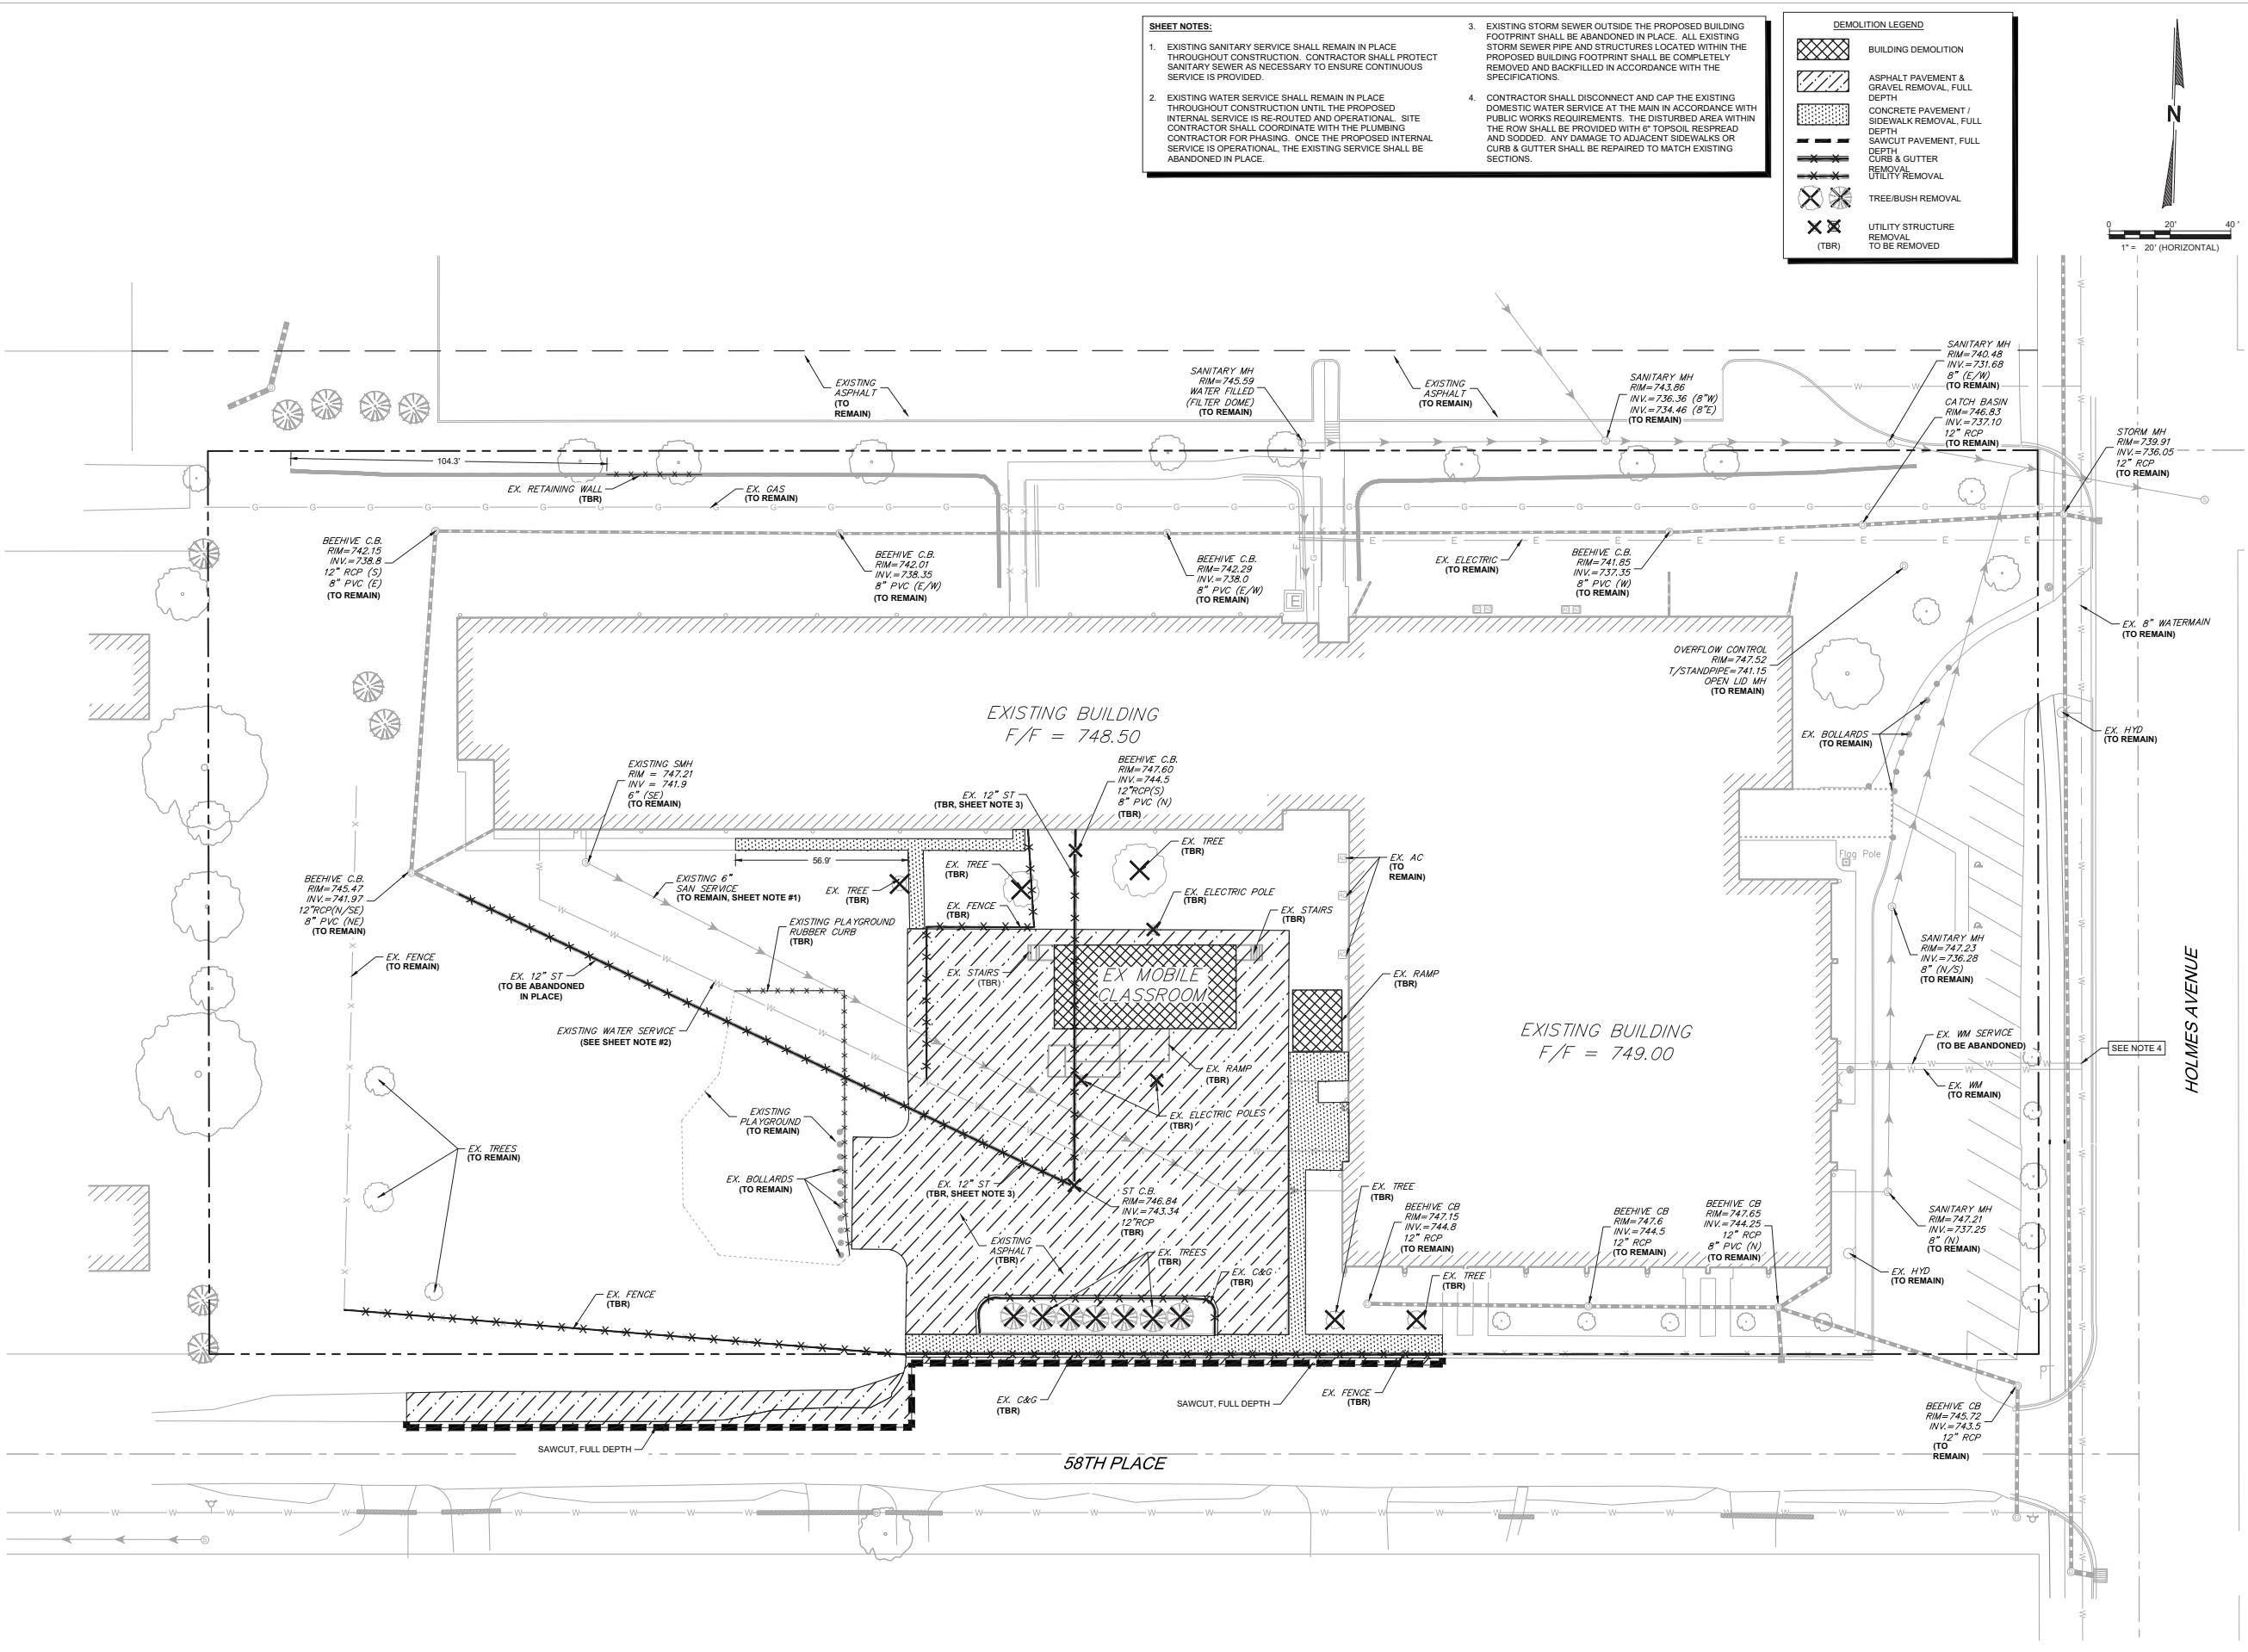 SHEET NOTES:
1. EXISTING SANITARY SERVICE SHALL REMAIN IN PLACE
THROUGHOUT CONSTRUCTION. CONTRACTOR SHALL PROTECT
SANITARY SEWER AS NECESSARY TO ENSURE CONTINUOUS
SERVICE IS PROVIDED.
2. EXISTING WATER SERVICE SHALL REMAIN IN PLACE
THROUGHOUT CONSTRUCTION UNTIL THE PROPOSED
INTERNAL SERVICE IS RE-ROUTED AND OPERATIONAL. SITE
CONTRACTOR SHALL COORDINATE WITH THE PLUMBING
CONTRACTOR FOR PHASING. ONCE THE PROPOSED INTERNAL
SERVICE IS OPERATIONAL, THE EXISTING SERVICE SHALL BE
ABANDONED IN PLACE.
3. EXISTING STORM SEWER OUTSIDE THE PROPOSED BUILDING
FOOTPRINT SHALL BE ABANDONED IN PLACE. ALL EXISTING
STORM SEWER PIPE AND STRUCTURES LOCATED WITHIN THE
PROPOSED BUILDING FOOTPRINT SHALL BE COMPLETELY
REMOVED AND BACKFILLED IN ACCORDANCE WITH THE
SPECIFICATIONS.
4. CONTRACTOR SHALL DISCONNECT AND CAP THE EXISTING
DOMESTIC WATER SERVICE AT THE MAIN IN ACCORDANCE WITH
PUBLIC WORKS REQUIREMENTS. THE DISTURBED AREA WITHIN
THE ROW SHALL BE PROVIDED WITH 6" TOPSOIL RESPREAD
AND SODDED. ANY DAMAGE TO ADJACENT SIDEWALKS OR
CURB & GUTTER SHALL BE REPAIRED TO MATCH EXISTING
SECTIONS.
DEMOLITION LEGEND
BUILDING DEMOLITION
ASPHALT PAVEMENT &
GRAVEL REMOVAL, FULL
DEPTH
CONCRETE PAVEMENT /
SIDEWALK REMOVAL, FULL
DEPTH
SAWCUT PAVEMENT, FULL
DEPTH
CURB & GUTTER
REMOVAL
UTILITY REMOVAL
TREE/BUSH REMOVAL
UTILITY STRUCTURE
REMOVAL
(TBR) TO BE REMOVED
N
0 20' 40'
1" = 20' (HORIZONTAL)
EXISTING
ASPHALT
(TO
REMAIN)
SANITARY MH
RIM=745.59
WATER FILLED
(FILTER DOME)
(TO REMAIN)
EXISTING
ASPHALT
(TO REMAIN)
SANITARY MH
RIM=743.86
INV.=736.36 (8"W)
INV.=734.46 (8"E)
(TO REMAIN)
SANITARY MH
RIM=740.48
INV.=731.68
8" (E/W)
(TO REMAIN)
CATCH BASIN
RIM=746.83
INV.=737.10
12" RCP
(TO REMAIN)
STORM MH
RIM=739.91
INV.=736.05
12" RCP
(TO REMAIN)
104.3'
EX. RETAINING WALL
(TBR)
EX. GAS
(TO REMAIN)
BEEHIVE C.B.
RIM=742.15
INV.=738.8
12" RCP (S)
8" PVC (E)
(TO REMAIN)
BEEHIVE C.B.
RIM=742.01
INV.=738.35
8" PVC (E/W)
(TO REMAIN)
BEEHIVE C.B.
RIM=742.29
INV.=738.0
8" PVC (E/W)
(TO REMAIN)
E
EX. ELECTRIC
(TO REMAIN)
BEEHIVE C.B.
RIM=741.85
INV.=737.35
8" PVC (W)
(TO REMAIN)
EX. 8" WATERMAIN
(TO REMAIN)
OVERFLOW CONTROL
RIM=747.52
T/STANDPIPE=741.15
OPEN LID MH
(TO REMAIN)
EXISTING BUILDING
F/F = 748.50
EX. BOLLARDS
(TO REMAIN)
EX. HYD
(TO REMAIN)
EXISTING SMH
RIM = 747.21
INV = 741.9
6" (SE)
(TO REMAIN)
EX. 12" ST
(TBR, SHEET NOTE 3)
BEEHIVE C.B.
RIM=747.60
INV.=744.5
12"RCP(S)
8" PVC (N)
(TBR)
56.9'
EX. TREE
(TBR)
EX. TREE
(TBR)
EX. TREE
(TBR)
EX. AC
(TO
REMAIN)
Flag Pole
BEEHIVE C.B.
RIM=745.47
INV.=741.97
12"RCP(N/SE)
8" PVC (NE)
(TO REMAIN)
EXISTING 6"
SAN SERVICE
(TO REMAIN, SHEET NOTE #1)
EX. ELECTRIC POLE
(TBR)
EX. FENCE
(TBR)
EX. STAIRS
(TBR)
EXISTING PLAYGROUND
RUBBER CURB
(TBR)
EX. FENCE
(TO REMAIN)
EX. 12" ST
(TO BE ABANDONED
IN PLACE)
EX. STAIRS
(TBR)
EX MOBILE
CLASSROOM
EX. RAMP
(TBR)
SANITARY MH
RIM=747.23
INV.=736.28
8" (N/S)
(TO REMAIN)
EXISTING WATER SERVICE
(SEE SHEET NOTE #2)
EXISTING BUILDING
F/F = 749.00
EX. WM SERVICE
(TO BE ABANDONED)
SEE NOTE 4
HOLMES AVENUE
EX. RAMP
(TBR)
EX. WM
(TO REMAIN)
EXISTING
PLAYGROUND
(TO REMAIN)
EX. ELECTRIC POLES
(TBR)
EX. TREES
(TO REMAIN)
EX. BOLLARDS
(TO REMAIN)
EX. 12" ST
(TBR, SHEET NOTE 3)
ST C.B.
RIM=746.84
INV.=743.34
12"RCP
(TBR)
EX. TREE
(TBR)
BEEHIVE CB
RIM=747.15
INV.=744.8
12" RCP
(TO REMAIN)
BEEHIVE CB
RIM=747.6
INV.=744.5
12" RCP
(TO REMAIN)
BEEHIVE CB
RIM=747.65
INV.=744.25
12" RCP
8" PVC (N)
(TO REMAIN)
SANITARY MH
RIM=747.21
INV.=737.25
8" (N)
(TO REMAIN)
EXISTING
ASPHALT
(TBR)
EX. TREES
(TBR)
EX. C&G
(TBR)
EX. TREE
(TBR)
EX. HYD
(TO REMAIN)
EX. FENCE
(TBR)
EX. C&G
(TBR)
SAWCUT, FULL DEPTH
EX. FENCE
(TBR)
BEEHIVE CB
RIM=745.72
INV.=743.5
12" RCP
(TO
REMAIN)
SAWCUT, FULL DEPTH
58TH PLACE